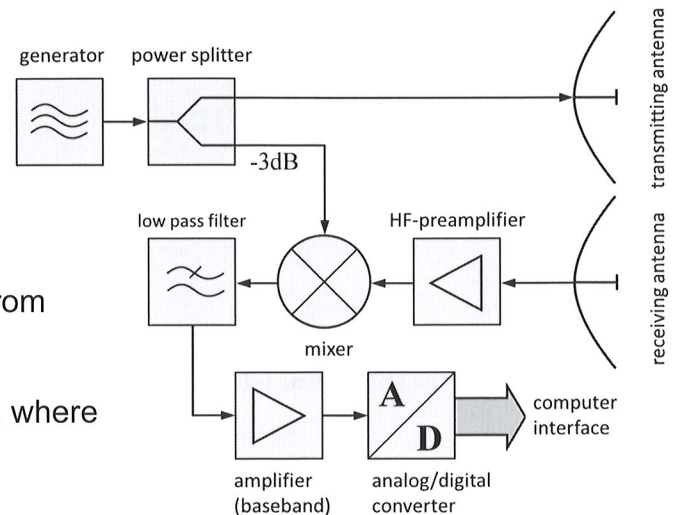 generator
power splitter
transmitting antenna
-3dB
low pass filter
HF-preamplifier
rom
receiving antenna
mixer
where
A
D
computer
interface
amplifier
(baseband)
analog/digital
converter